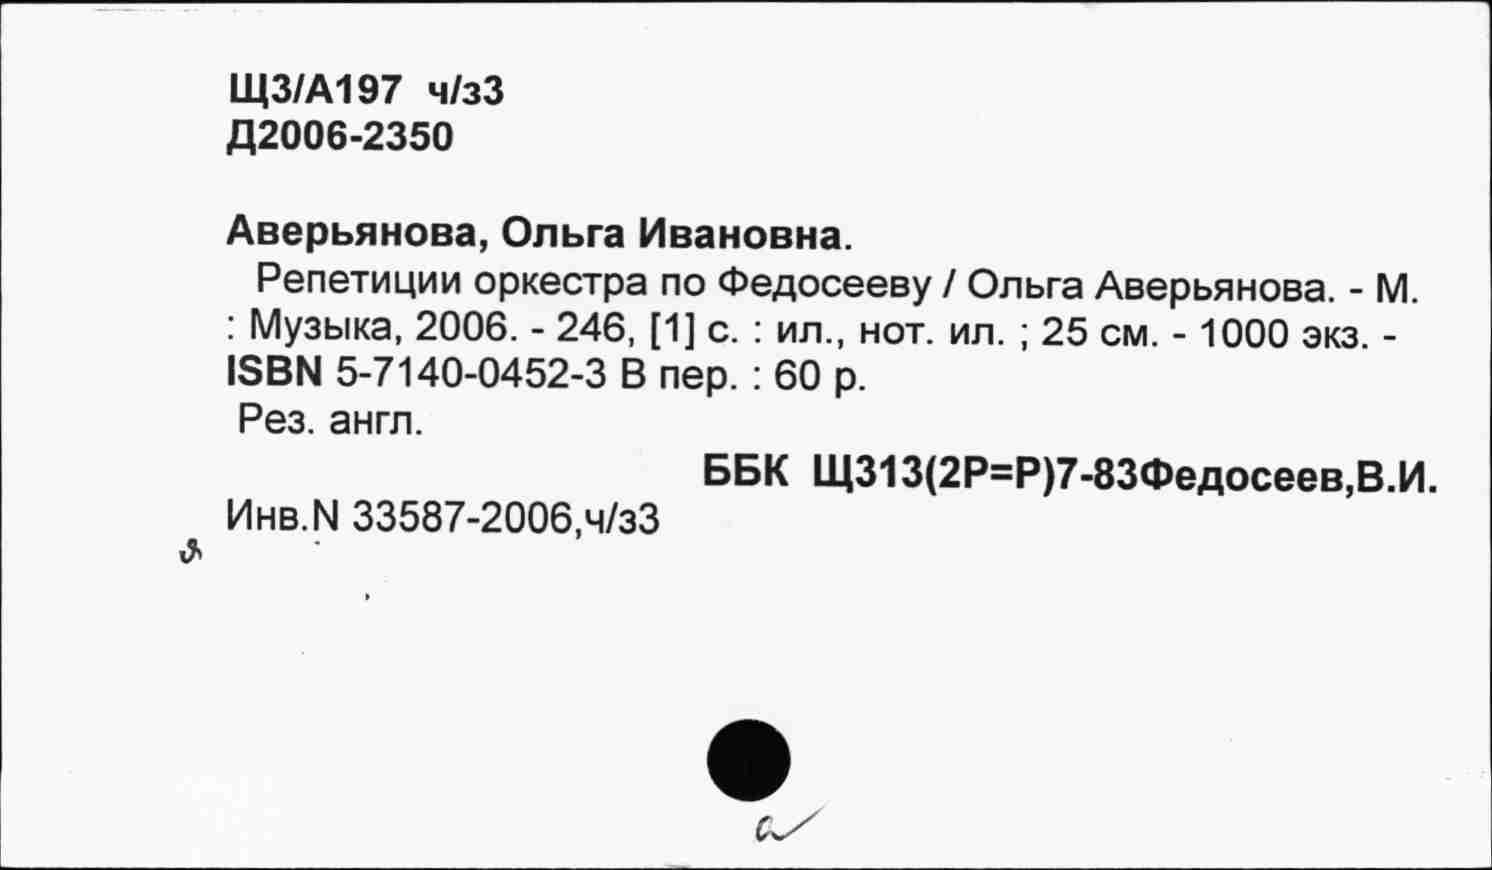 Щ3/А197 ч/з3
Д2006-2350
Аверьянова, Ольга Ивановна.
Репетиции оркестра по Федосееву / Ольга Аверьянова. - М.
: Музыка, 2006. - 246, [1] с. : ил., нот. ил. ; 25 см. - 1000 экз. -
ISBN 5-7140-0452-3 В пер. : 60 р.
Рез. англ.
ББК Щ313(2Р=Р)7-83Федосеев,В.И.
Инв.N 33587-2006,ч/з3
а